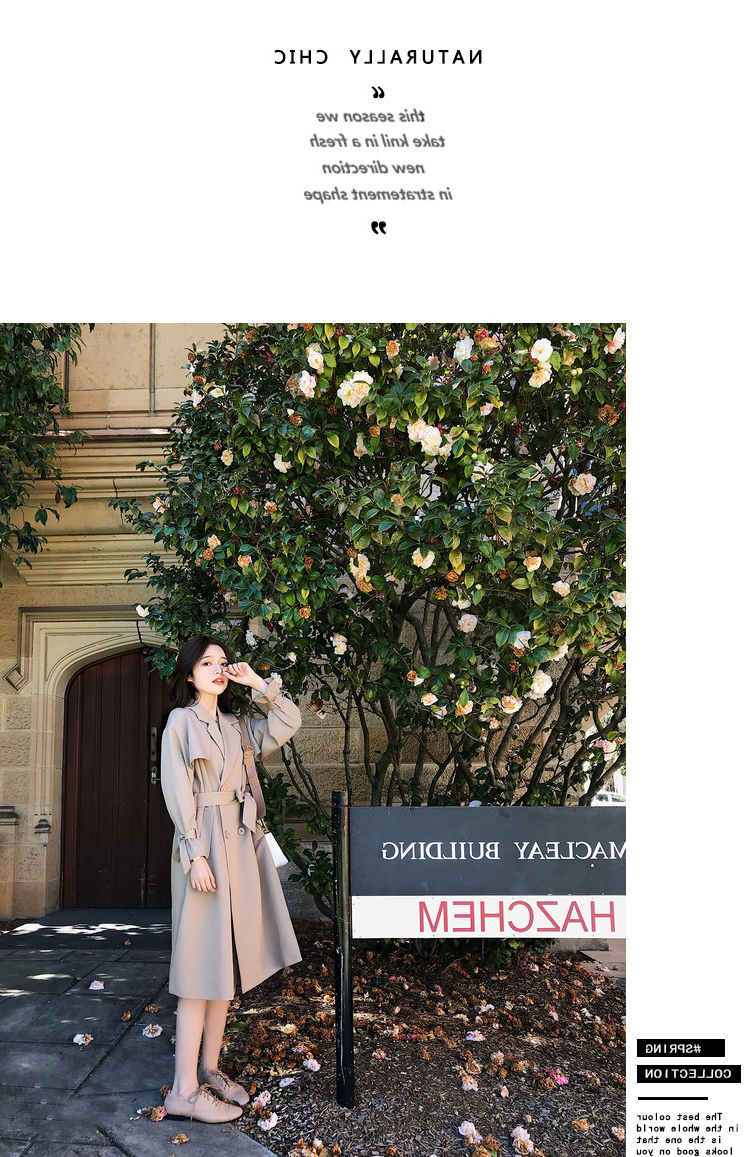 NATURALLY CHIC
“
this season we
take knil in a fresh
new direction
in stratement shape
”
MACLEAY BUILDING
HAZCHEM
#SPRING
COLLECTION
The best colour
in the whole world
is the one that
looks good on you